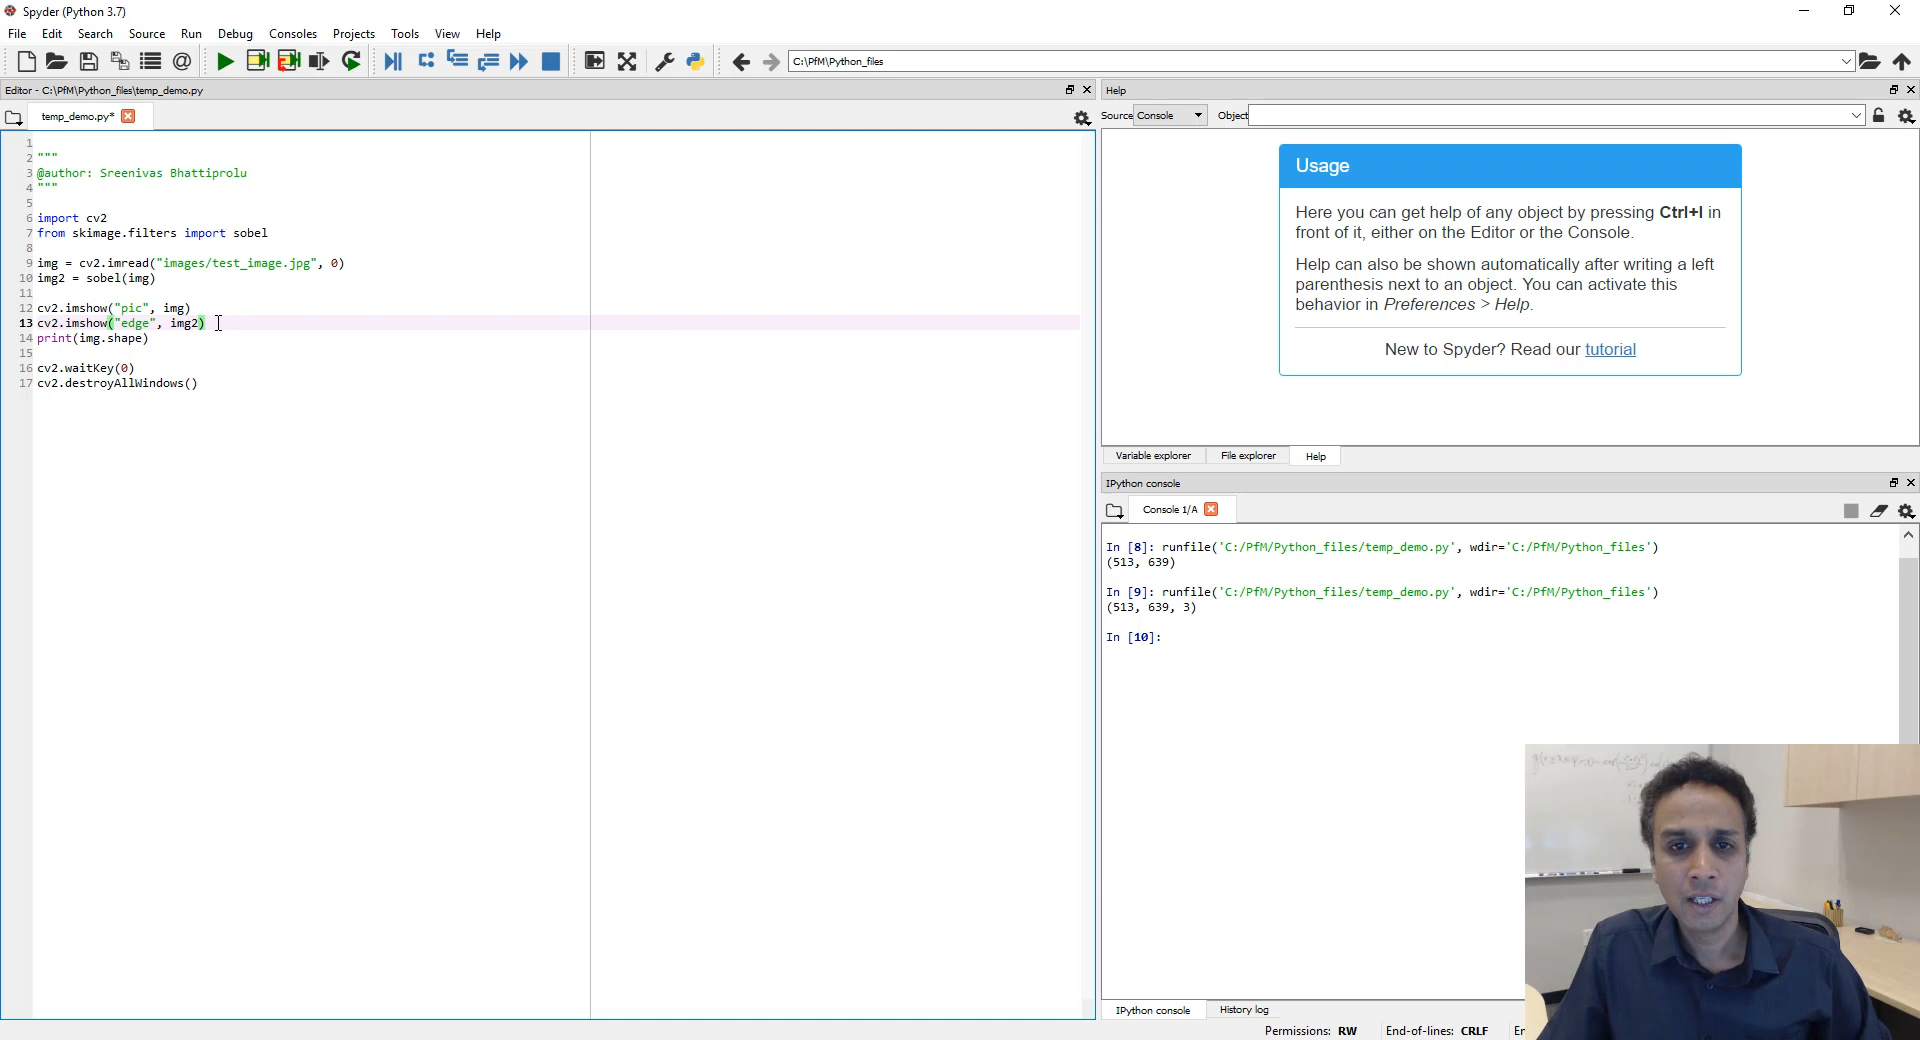 Spyder (Python 3.7)
File Edit Search Source Run Debug Consoles Projects Tools View Help
C:\PfM\Python_files
Editor - C:\PfM\Python_files\temp_demo.py
temp_demo.py*
1
2 """
3 @author: Sreenivas Bhattiprolu
4 """
5
6 import cv2
7 from skimage.filters import sobel
8
9 img = cv2.imread("images/test_image.jpg", 0)
10 img2 = sobel(img)
11
12 cv2.imshow("pic", img)
13 cv2.imshow("edge", img2)
14 print(img.shape)
15
16 cv2.waitKey(0)
17 cv2.destroyAllWindows()
Help
Source Console Object
Usage
Here you can get help of any object by pressing Ctrl+I in
front of it, either on the Editor or the Console.
Help can also be shown automatically after writing a left
parenthesis next to an object. You can activate this
behavior in Preferences > Help.
New to Spyder? Read our tutorial
Variable explorer File explorer Help
IPython console
Console 1/A
In [8]: runfile('C:/PfM/Python_files/temp_demo.py', wdir='C:/PfM/Python_files')
(513, 639)
In [9]: runfile('C:/PfM/Python_files/temp_demo.py', wdir='C:/PfM/Python_files')
(513, 639, 3)
In [10]:
IPython console History log
Permissions: RW End-of-lines: CRLF